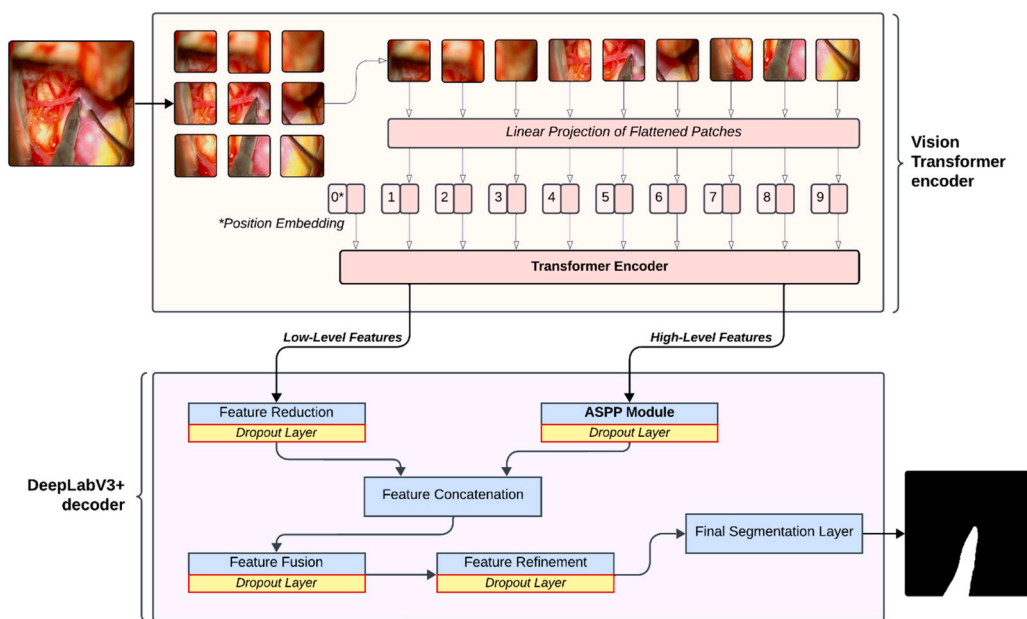 Linear Projection of Flattened Patches
Vision
Transformer
encoder
0* 1 2 3 4 5 6 7 8 9
*Position Embedding
Transformer Encoder
Low-Level Features
High-Level Features
Feature Reduction
Dropout Layer
ASPP Module
Dropout Layer
DeepLabV3+
decoder
Feature Concatenation
Final Segmentation Layer
Feature Fusion
Dropout Layer
Feature Refinement
Dropout Layer